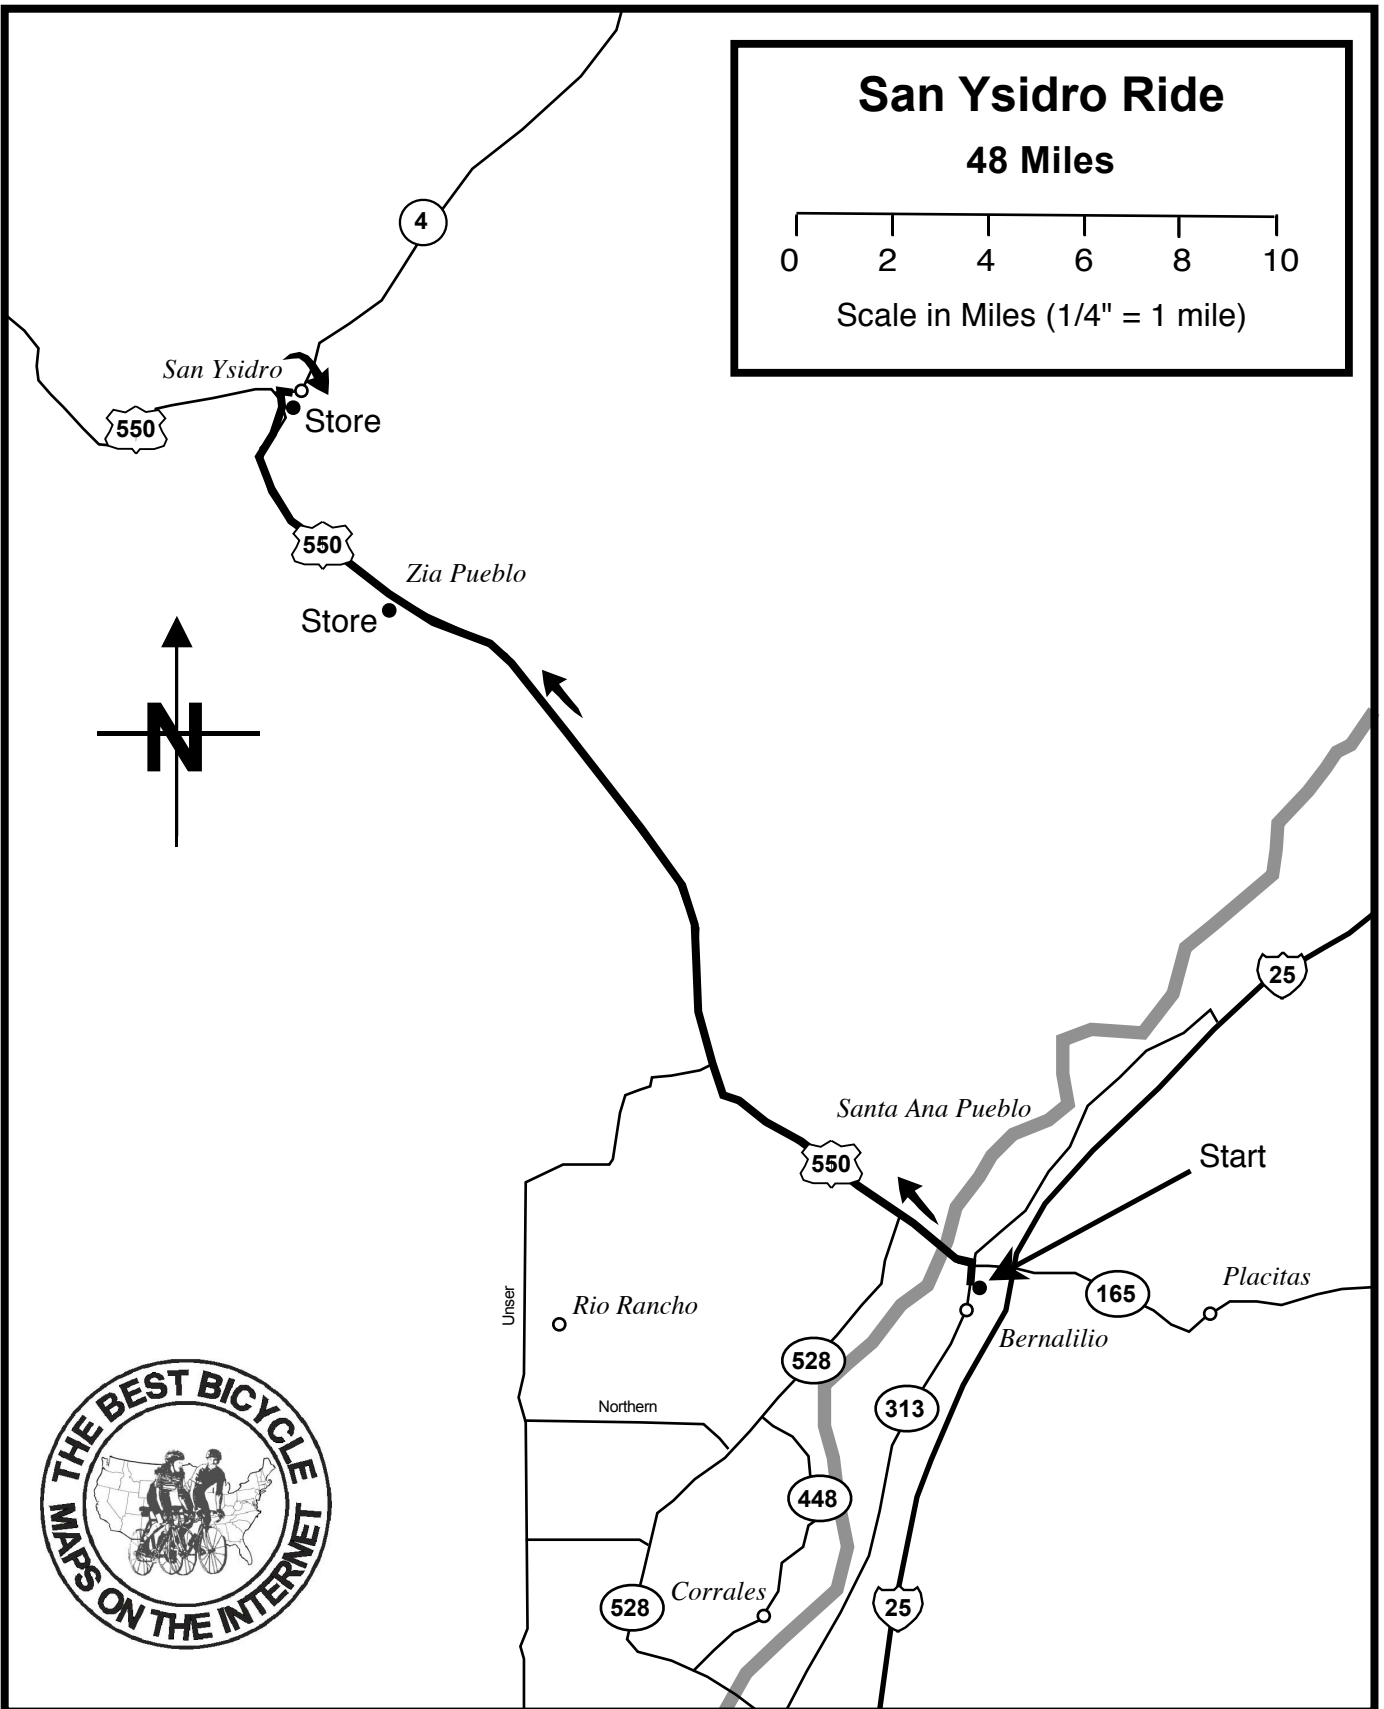 San Ysidro Ride
48 Miles
0 2 4 6 8 10
Scale in Miles (1/4" = 1 mile)
4
San Ysidro
Store
550
550
Zia Pueblo
Store
N
25
Santa Ana Pueblo
Start
550
165
Placitas
Unser
Rio Rancho
Bernalilio
528
Northern
313
448
Corrales
528
25
THE BEST BICYCLE
MAPS ON THE INTERNET